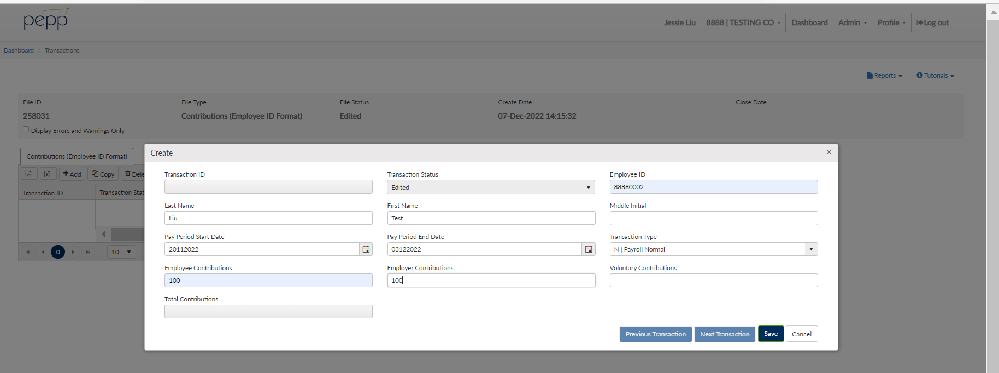 pepp
Jessie Liu 8888 | TESTING CO Dashboard Admin Profile Log out
Dashboard / Transactions
Reports Tutorials
File ID File Type File Status Create Date Close Date
258031 Contributions (Employee ID Format) Edited 07-Dec-2022 14:15:32
Display Errors and Warnings Only
Contributions (Employee ID Format)
Add Copy Dele
Transaction ID Transaction Stat
0 10
Create ×
Transaction ID Transaction Status Employee ID
Edited 88880002
Last Name First Name Middle Initial
Liu Test
Pay Period Start Date Pay Period End Date Transaction Type
20112022 03122022 N | Payroll Normal
Employee Contributions Employer Contributions Voluntary Contributions
100 100
Total Contributions
Previous Transaction Next Transaction Save Cancel